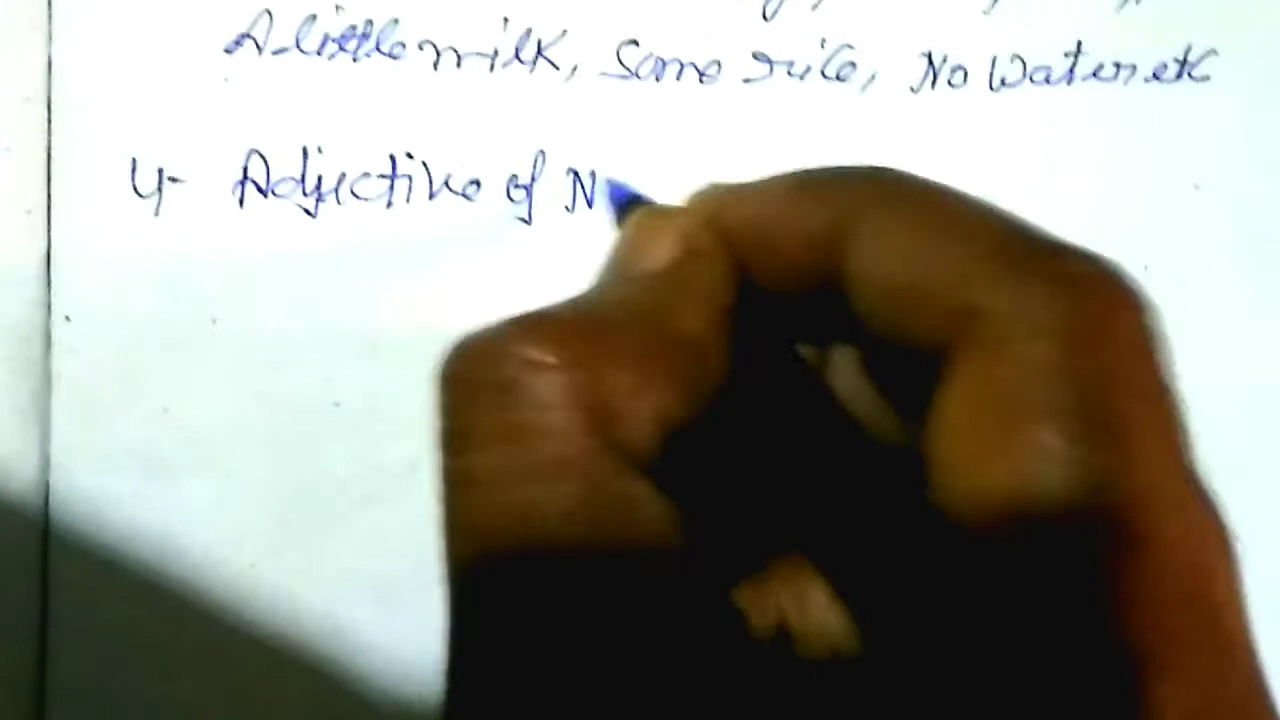 A little milk, Some rice, No Water etc
4- Adjective of N